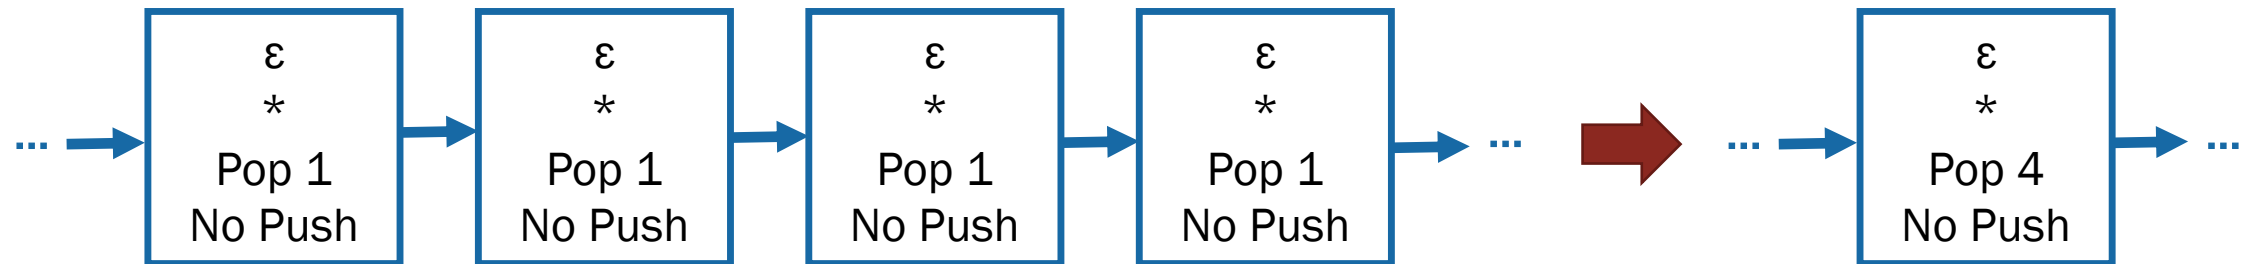 ε ε ε ε ε
* * * * *
... Pop 1 Pop 1 Pop 1 Pop 1 ... ... Pop 4 ...
No Push No Push No Push No Push No Push